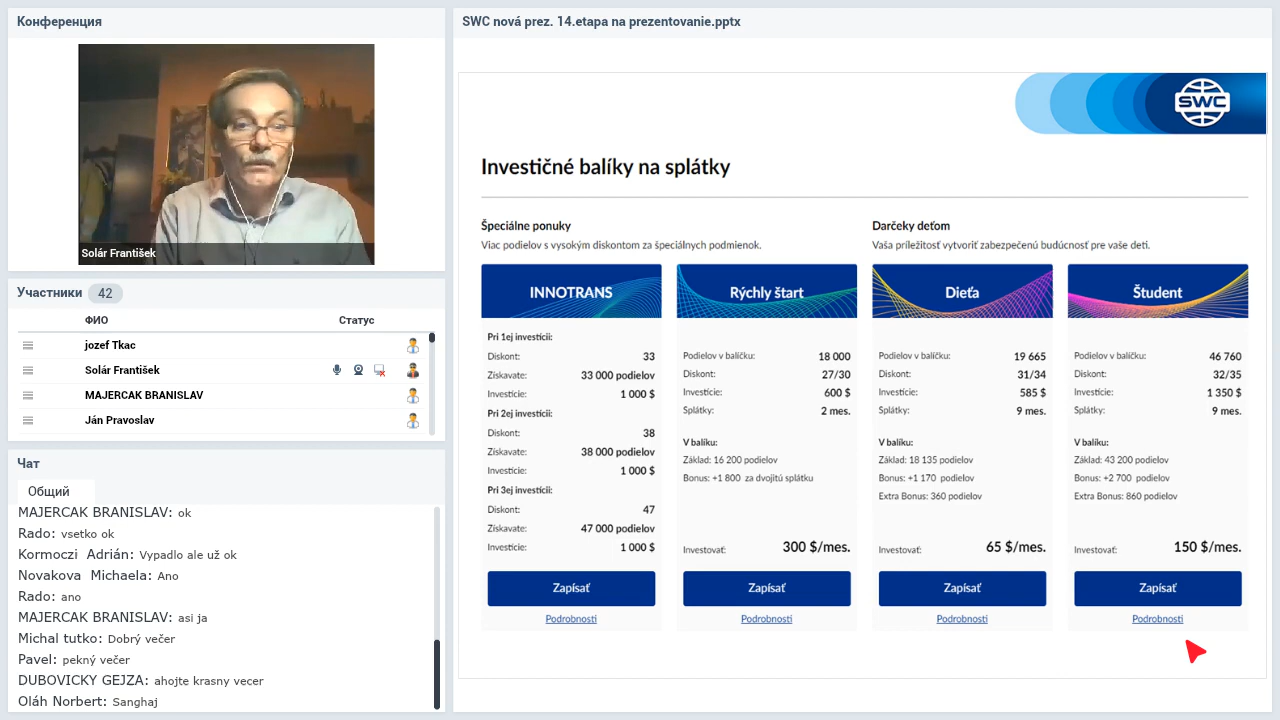 Конференция
Solár František
Участники 42
ФИО Статус
jozef Tkac
Solár František
MAJERCAK BRANISLAV
Ján Pravoslav
Чат
Общий
MAJERCAK BRANISLAV: ok
Rado: vsetko ok
Kormoczi Adrián: Vypadlo ale už ok
Novakova Michaela: Ano
Rado: ano
MAJERCAK BRANISLAV: asi ja
Michal tutko: Dobrý večer
Pavel: pekný večer
DUBOVICKY GEJZA: ahojte krasny vecer
Oláh Norbert: Sanghaj
SWC nová prez. 14.etapa na prezentovanie.pptx
SWC
Investičné balíky na splátky
Špeciálne ponuky
Viac podielov s vysokým diskontom za špeciálnych podmienok.
Darčeky deťom
Vaša príležitosť vytvoriť zabezpečenú budúcnosť pre vaše deti.
INNOTRANS
Pri 1ej investícii:
Diskont: 33
Získavate: 33 000 podielov
Investície: 1 000 $
Pri 2ej investícii:
Diskont: 38
Získavate: 38 000 podielov
Investície: 1 000 $
Pri 3ej investícii:
Diskont: 47
Získavate: 47 000 podielov
Investície: 1 000 $
Zapísať
Podrobnosti
Rýchly štart
Podielov v balíčku: 18 000
Diskont: 27/30
Investície: 600 $
Splátky: 2 mes.
V balíku:
Základ: 16 200 podielov
Bonus: +1 800 za dvojitú splátku
Investovať: 300 $/mes.
Zapísať
Podrobnosti
Dieťa
Podielov v balíčku: 19 665
Diskont: 31/34
Investície: 585 $
Splátky: 9 mes.
V balíku:
Základ: 18 135 podielov
Bonus: +1 170 podielov
Extra Bonus: 360 podielov
Investovať: 65 $/mes.
Zapísať
Podrobnosti
Študent
Podielov v balíčku: 46 760
Diskont: 32/35
Investície: 1 350 $
Splátky: 9 mes.
V balíku:
Základ: 43 200 podielov
Bonus: +2 700 podielov
Extra Bonus: 860 podielov
Investovať: 150 $/mes.
Zapísať
Podrobnosti